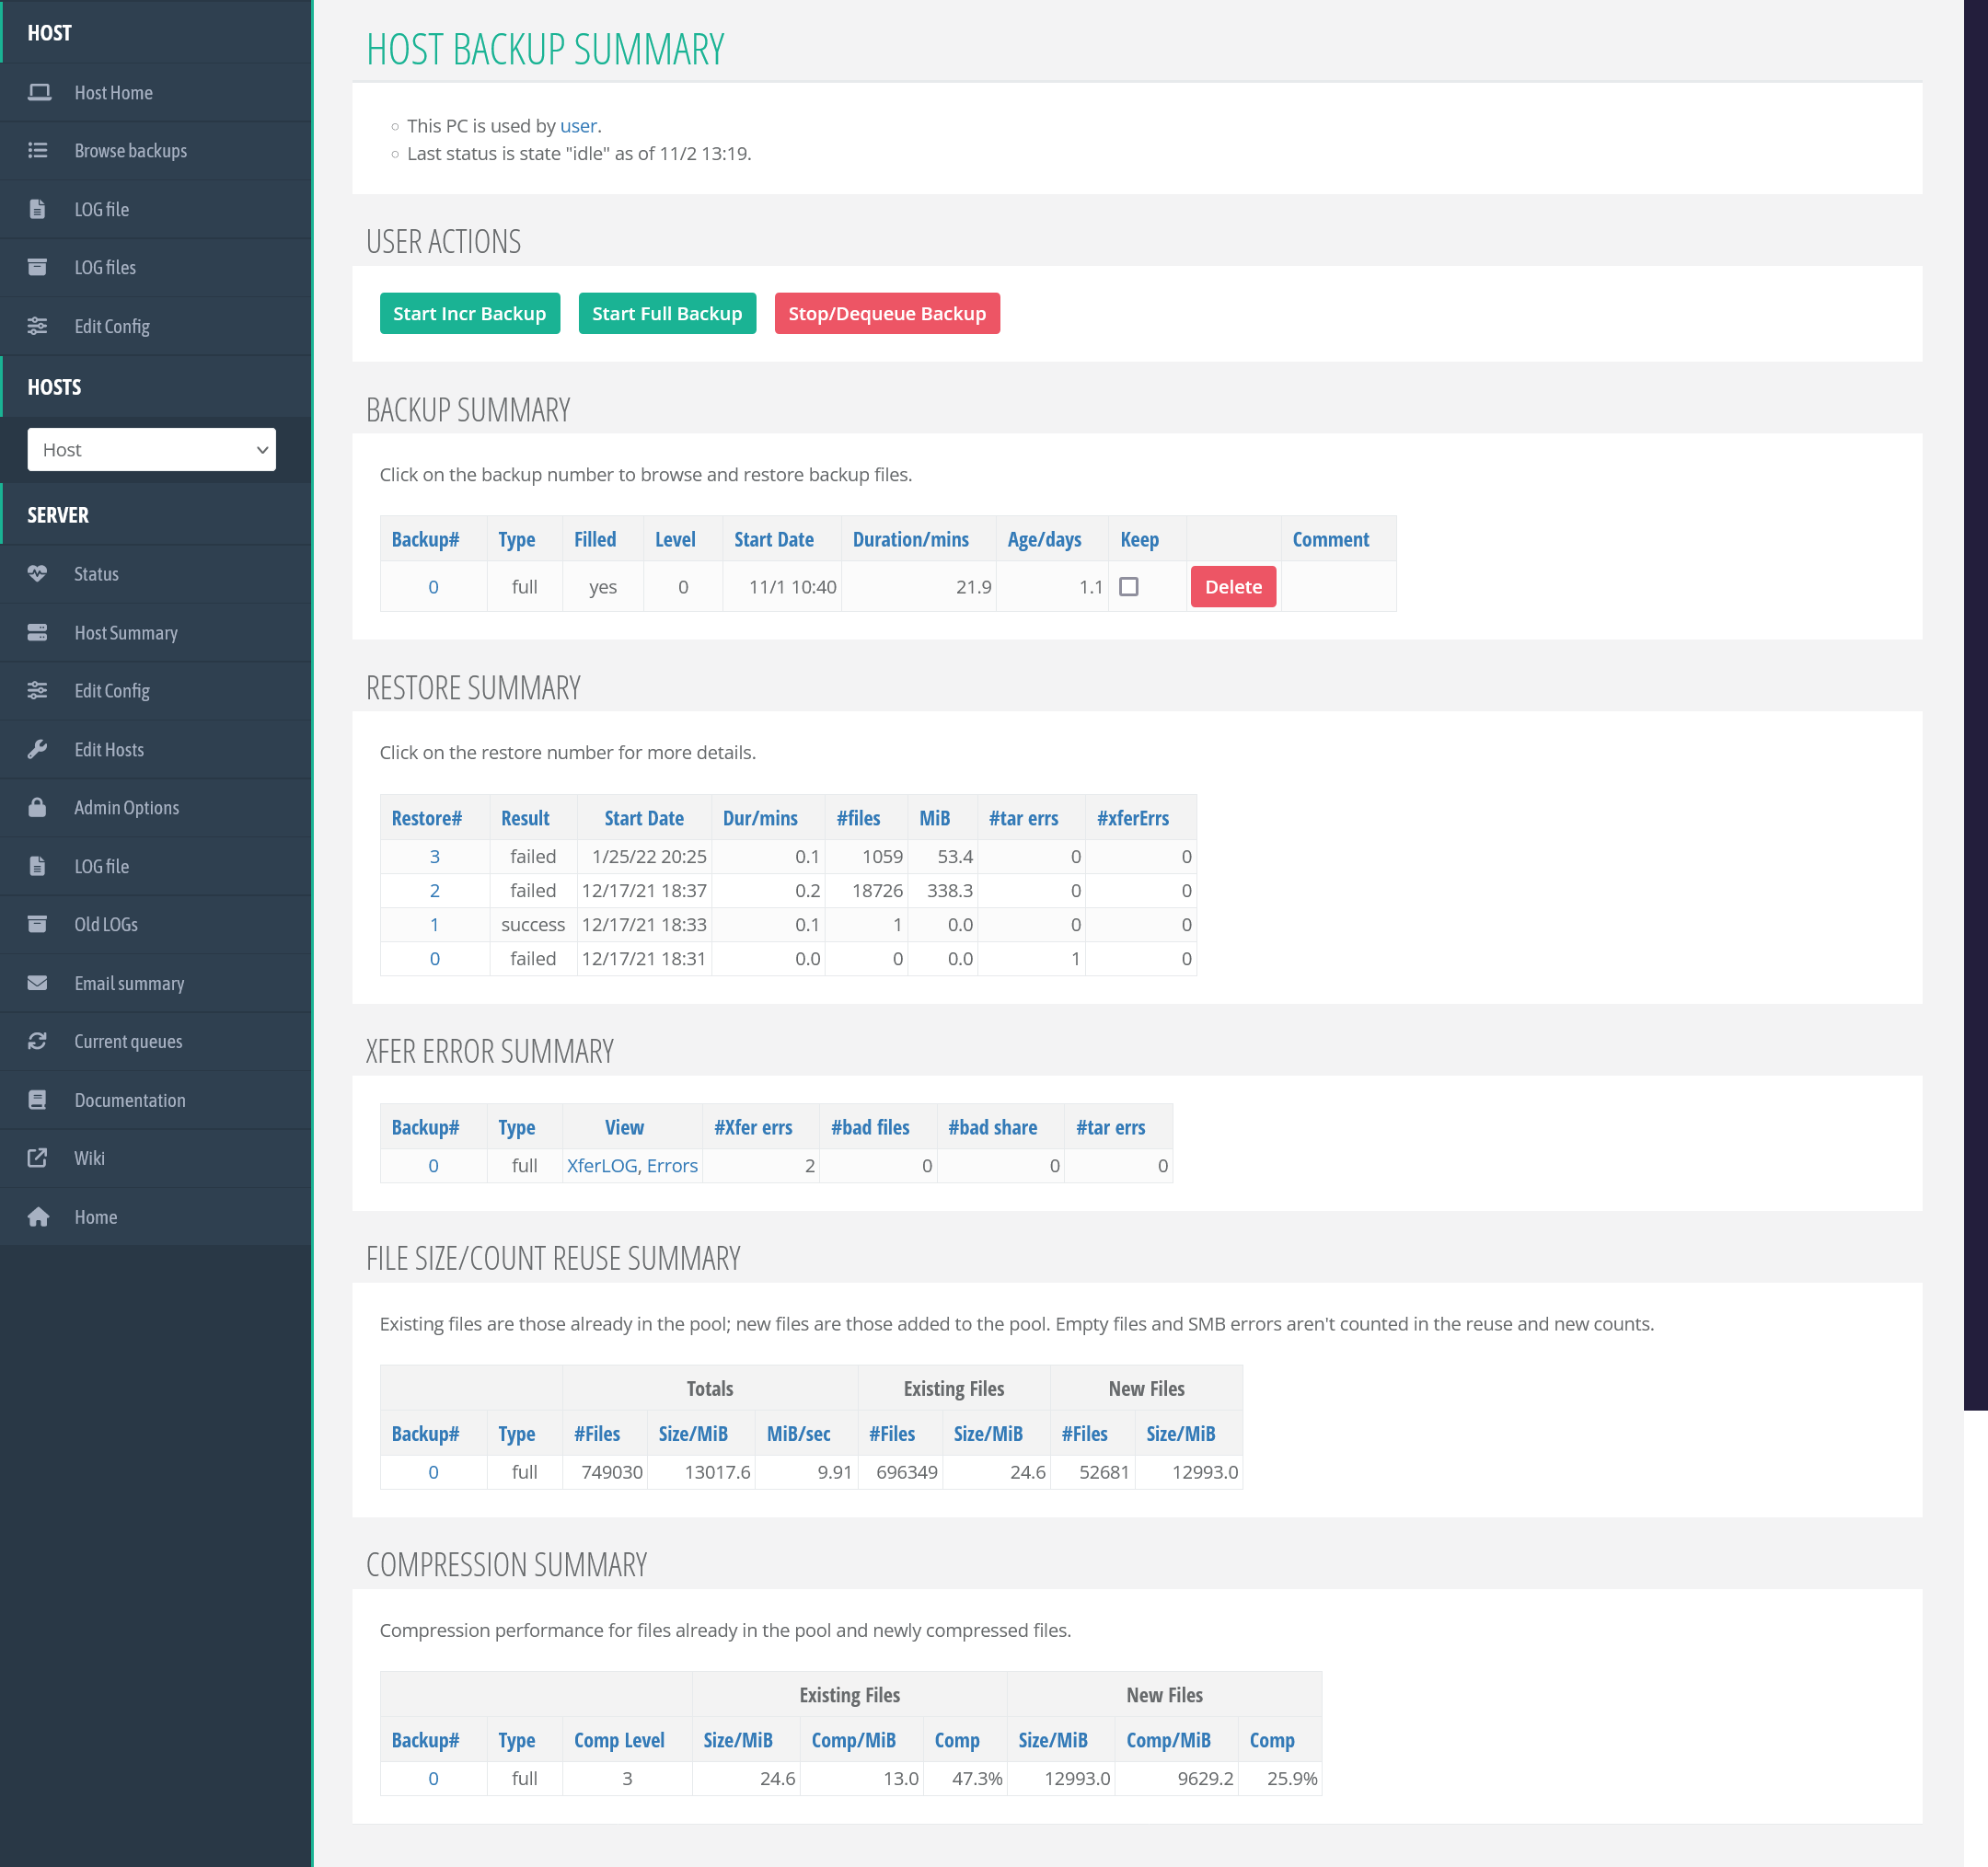 HOST
Host Home
Browse backups
LOG file
LOG files
Edit Config
HOSTS
Host
SERVER
Status
Host Summary
Edit Config
Edit Hosts
Admin Options
LOG file
Old LOGs
Email summary
Current queues
Documentation
Wiki
Home
HOST BACKUP SUMMARY
This PC is used by user.
Last status is state "idle" as of 11/2 13:19.
USER ACTIONS
Start Incr Backup Start Full Backup Stop/Dequeue Backup
BACKUP SUMMARY
Click on the backup number to browse and restore backup files.
Backup# Type Filled Level Start Date Duration/mins Age/days Keep Comment
0 full yes 0 11/1 10:40 21.9 1.1 Delete
RESTORE SUMMARY
Click on the restore number for more details.
Restore# Result Start Date Dur/mins #files MiB #tar errs #xferErrs
3 failed 1/25/22 20:25 0.1 1059 53.4 0 0
2 failed 12/17/21 18:37 0.2 18726 338.3 0 0
1 success 12/17/21 18:33 0.1 1 0.0 0 0
0 failed 12/17/21 18:31 0.0 0 0.0 1 0
XFER ERROR SUMMARY
Backup# Type View #Xfer errs #bad files #bad share #tar errs
0 full XferLOG, Errors 2 0 0 0
FILE SIZE/COUNT REUSE SUMMARY
Existing files are those already in the pool; new files are those added to the pool. Empty files and SMB errors aren't counted in the reuse and new counts.
Totals Existing Files New Files
Backup# Type #Files Size/MiB MiB/sec #Files Size/MiB #Files Size/MiB
0 full 749030 13017.6 9.91 696349 24.6 52681 12993.0
COMPRESSION SUMMARY
Compression performance for files already in the pool and newly compressed files.
Existing Files New Files
Backup# Type Comp Level Size/MiB Comp/MiB Comp Size/MiB Comp/MiB Comp
0 full 3 24.6 13.0 47.3% 12993.0 9629.2 25.9%